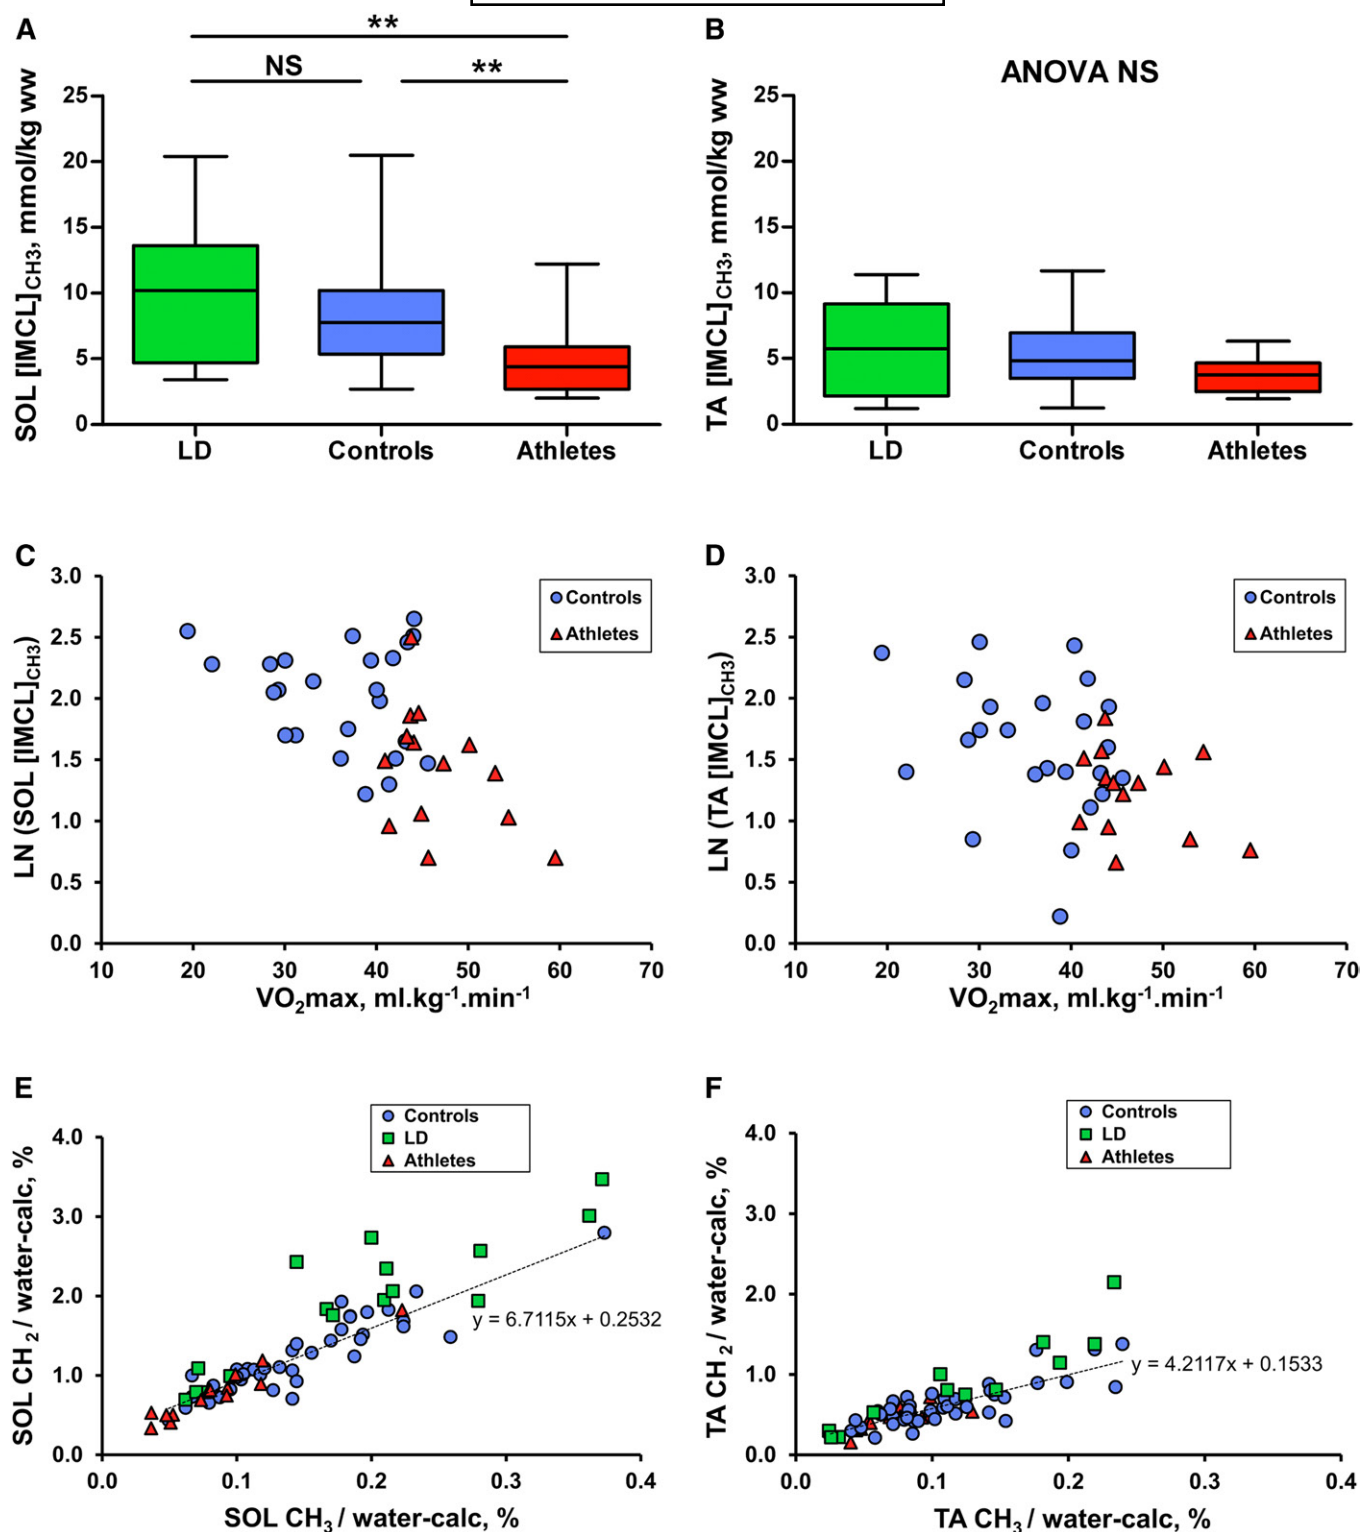 A
**
NS
**
SOL [IMCL]CH3, mmol/kg ww
25
20
15
10
5
0
LD
Controls
Athletes
B
ANOVA NS
TA [IMCL]CH3, mmol/kg ww
25
20
15
10
5
0
LD
Controls
Athletes
C
LN (SOL [IMCL]CH3)
3.0
2.5
2.0
1.5
1.0
0.5
0.0
Controls
Athletes
10 20 30 40 50 60 70
VO2max, ml.kg-1.min-1
D
LN (TA [IMCL]CH3)
3.0
2.5
2.0
1.5
1.0
0.5
0.0
Controls
Athletes
10 20 30 40 50 60 70
VO2max, ml.kg-1.min-1
E
SOL CH2 / water-calc, %
4.0
3.0
2.0
1.0
0.0
Controls
LD
Athletes
y = 6.7115x + 0.2532
0.0 0.1 0.2 0.3 0.4
SOL CH3 / water-calc, %
F
TA CH2 / water-calc, %
4.0
3.0
2.0
1.0
0.0
Controls
LD
Athletes
y = 4.2117x + 0.1533
0.0 0.1 0.2 0.3 0.4
TA CH3 / water-calc, %